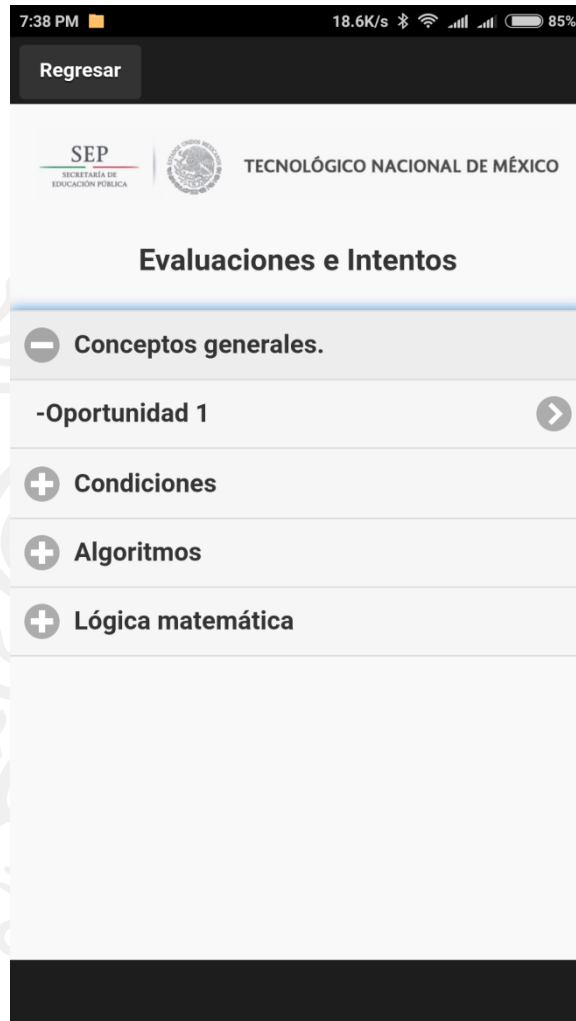 7:38 PM 18.6K/s 85%
Regresar
SEP
SECRETARÍA DE
EDUCACIÓN PÚBLICA
TECNOLÓGICO NACIONAL DE MÉXICO
Evaluaciones e Intentos
Conceptos generales.
-Oportunidad 1
Condiciones
Algoritmos
Lógica matemática